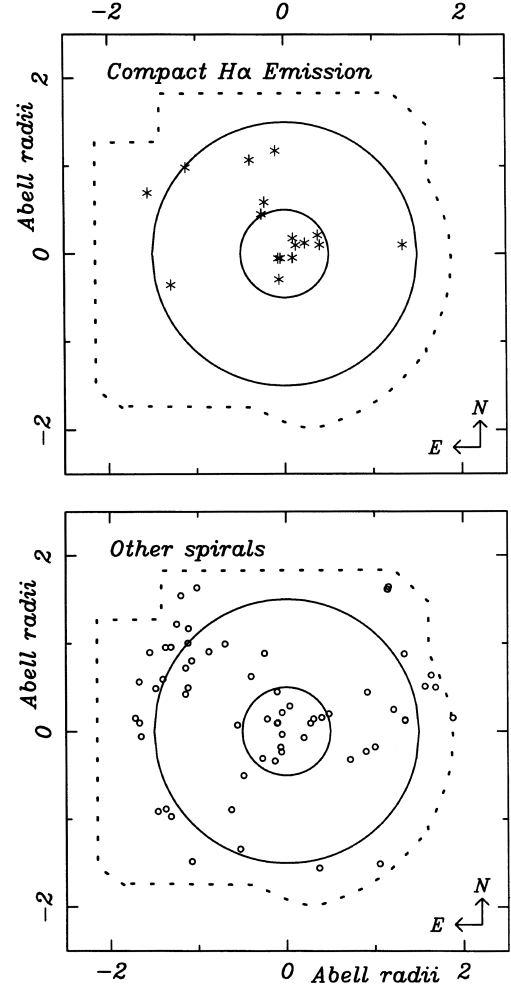 -2 0 2
Compact Hα Emission
2
Abell radii
0
-2
N
E
Other spirals
2
Abell radii
0
-2
N
E
-2 0 Abell radii 2